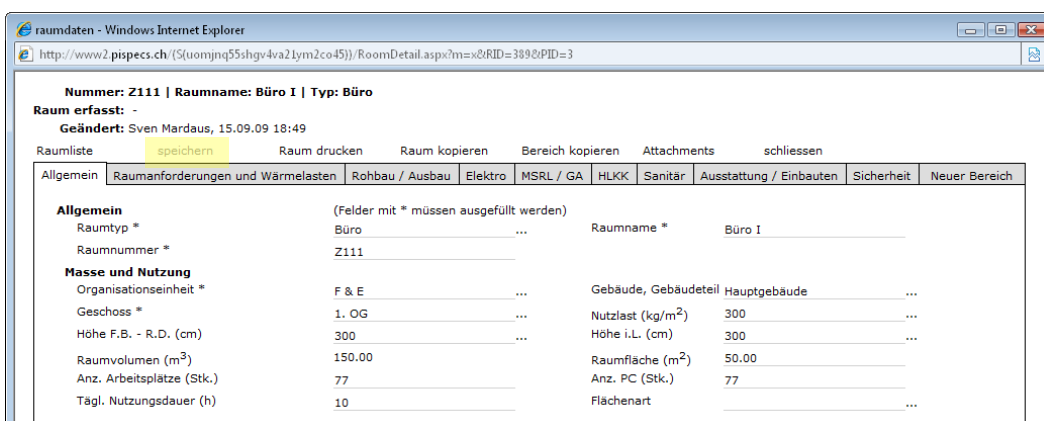 raumdaten - Windows Internet Explorer
http://www2.pispecs.ch/(S(uomjnq55shgv4va21ym2co45))/RoomDetail.aspx?m=x&RID=389&PID=3
Nummer: Z111 | Raumname: Büro I | Typ: Büro
Raum erfasst: -
Geändert: Sven Mardaus, 15.09.09 18:49
Raumliste speichern Raum drucken Raum kopieren Bereich kopieren Attachments schliessen
Allgemein Raumanforderungen und Wärmelasten Rohbau / Ausbau Elektro MSRL / GA HLKK Sanitär Ausstattung / Einbauten Sicherheit Neuer Bereich
Allgemein (Felder mit * müssen ausgefüllt werden)
Raumtyp * Büro ... Raumname * Büro I
Raumnummer * Z111
Masse und Nutzung
Organisationseinheit * F & E ... Gebäude, Gebäudeteil Hauptgebäude ...
Geschoss * 1. OG ... Nutzlast (kg/m²) 300 ...
Höhe F.B. - R.D. (cm) 300 ... Höhe i.L. (cm) 300 ...
Raumvolumen (m³) 150.00 Raumfläche (m²) 50.00
Anz. Arbeitsplätze (Stk.) 77 Anz. PC (Stk.) 77
Tägl. Nutzungsdauer (h) 10 Flächenart ...